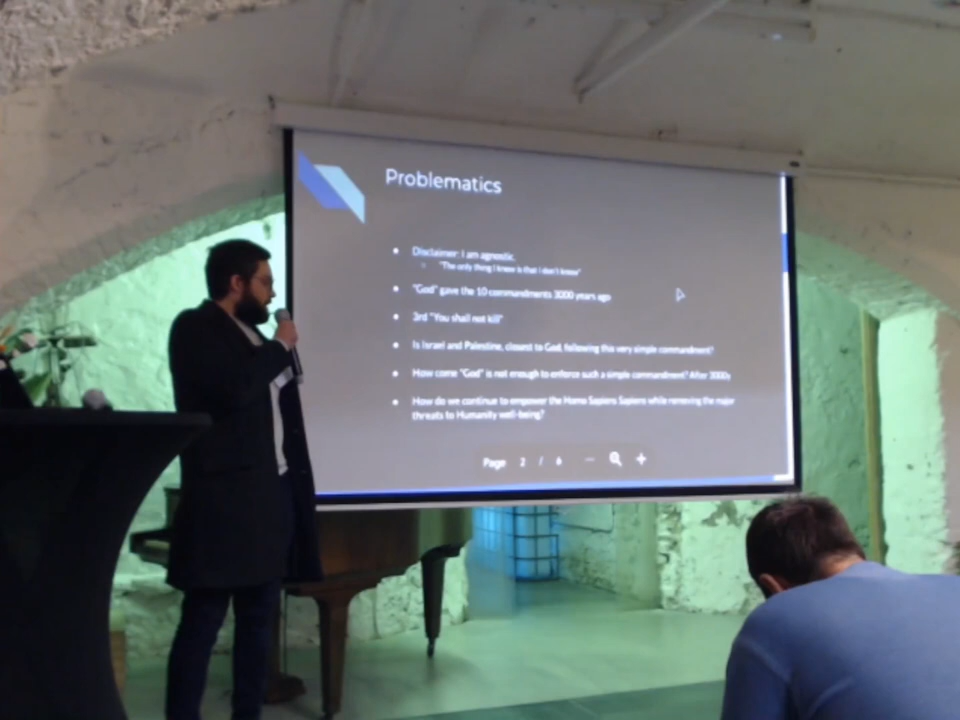 Problematics
Disclaimer: I am agnostic.
"The only thing I know is that I don't know"
"God" gave the 10 commandments 3000 years ago
3rd "You shall not kill"
Is Israel and Palestine, closest to God, following this very simple commandment?
How come "God" is not enough to enforce such a simple commandment? After 3000y
How do we continue to empower the Homo Sapiens Sapiens while removing the major
threats to Humanity well-being?
Page 2 / 6